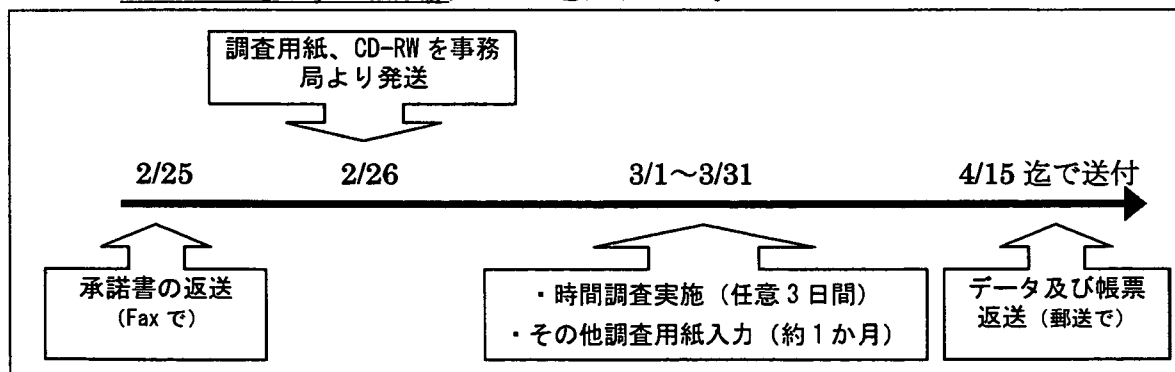 調査用紙、CD-RWを事務
局より発送
2/25
2/26
3/1～3/31
4/15 迄で送付
承諾書の返送
(Fax で)
・時間調査実施（任意3日間）
・その他調査用紙入力（約1か月）
データ及び帳票
返送（郵送で）